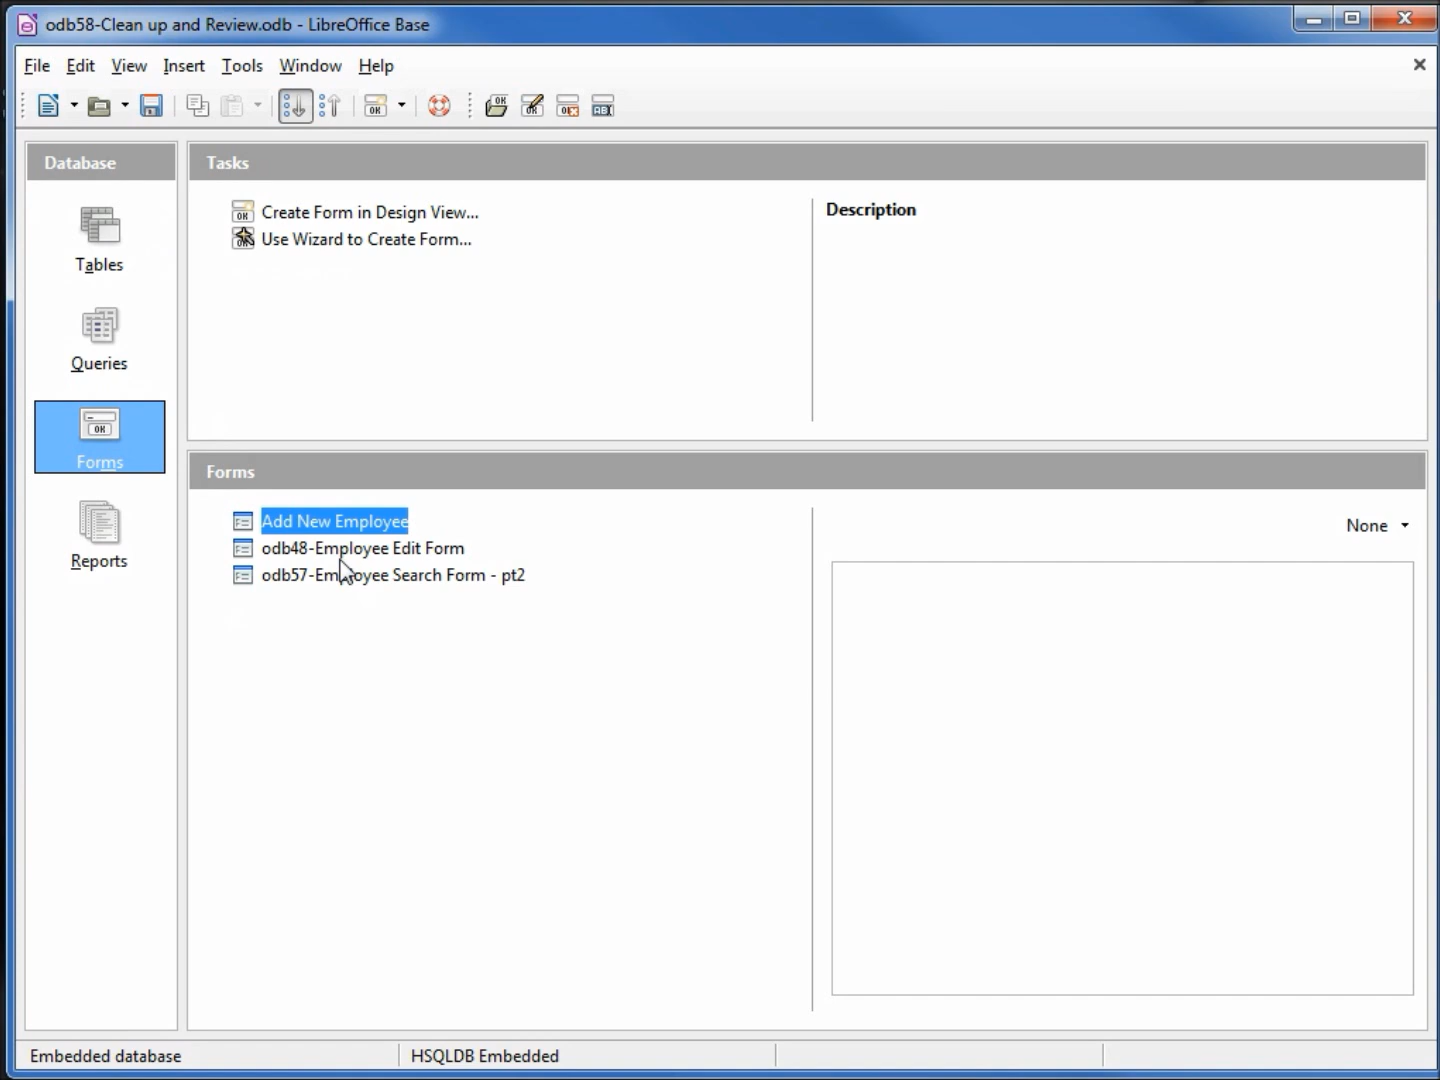 odb58-Clean up and Review.odb - LibreOffice Base
File Edit View Insert Tools Window Help
Database
Tables
Queries
Forms
Reports
Tasks
Create Form in Design View...
Use Wizard to Create Form...
Description
Forms
Add New Employee
odb48-Employee Edit Form
odb57-Employee Search Form - pt2
None
Embedded database
HSQLDB Embedded